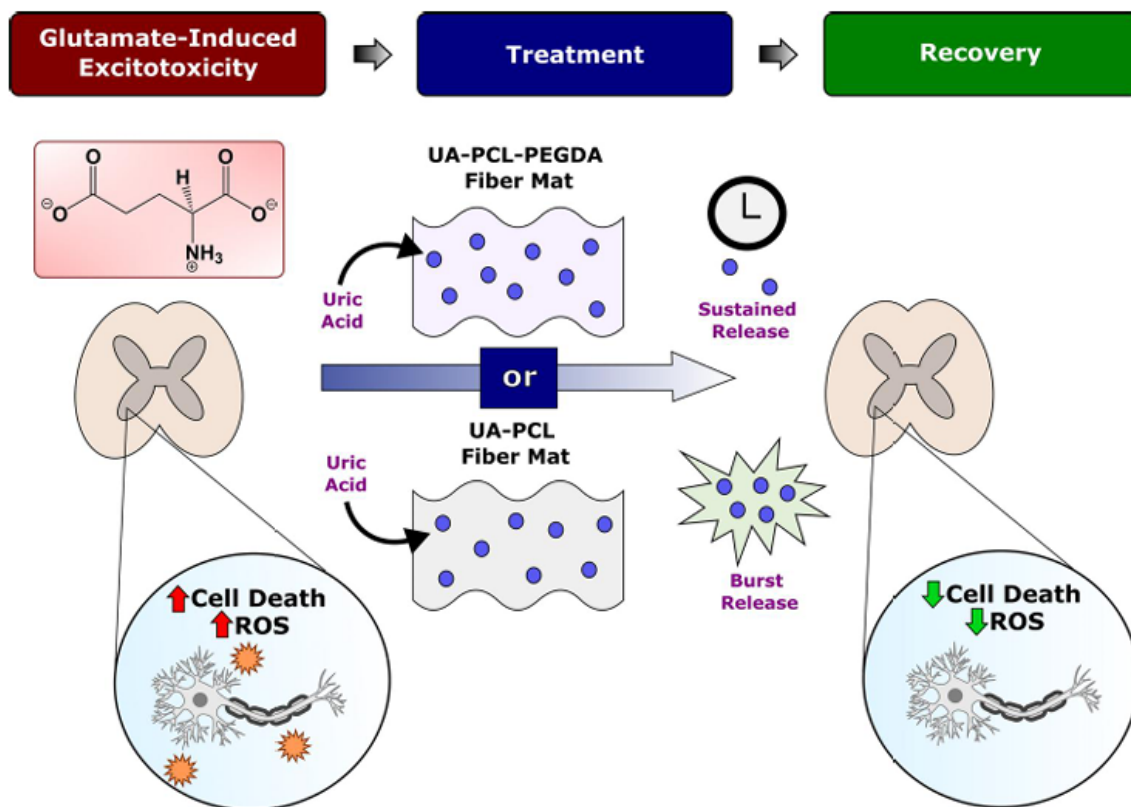 Glutamate-Induced
Excitotoxicity
Treatment
Recovery
O
O
H
⊖
O
O
⊖
NH₃
⊕
UA-PCL-PEGDA
Fiber Mat
Uric
Acid
Sustained
Release
or
UA-PCL
Fiber Mat
Uric
Acid
Burst
Release
Cell Death
ROS
Cell Death
ROS